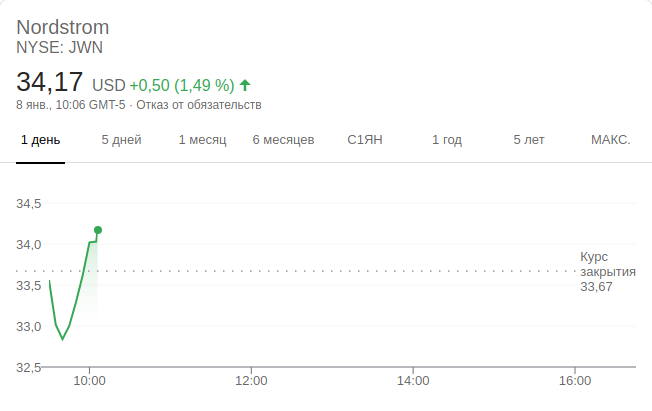 Nordstrom
NYSE: JWN
34,17 USD +0,50 (1,49 %)
8 янв., 10:06 GMT-5 · Отказ от обязательств
1 день 5 дней 1 месяц 6 месяцев С1ЯН 1 год 5 лет МАКС.
34,5
34,0
Курс
закрытия
33,67
33,5
33,0
32,5
10:00 12:00 14:00 16:00